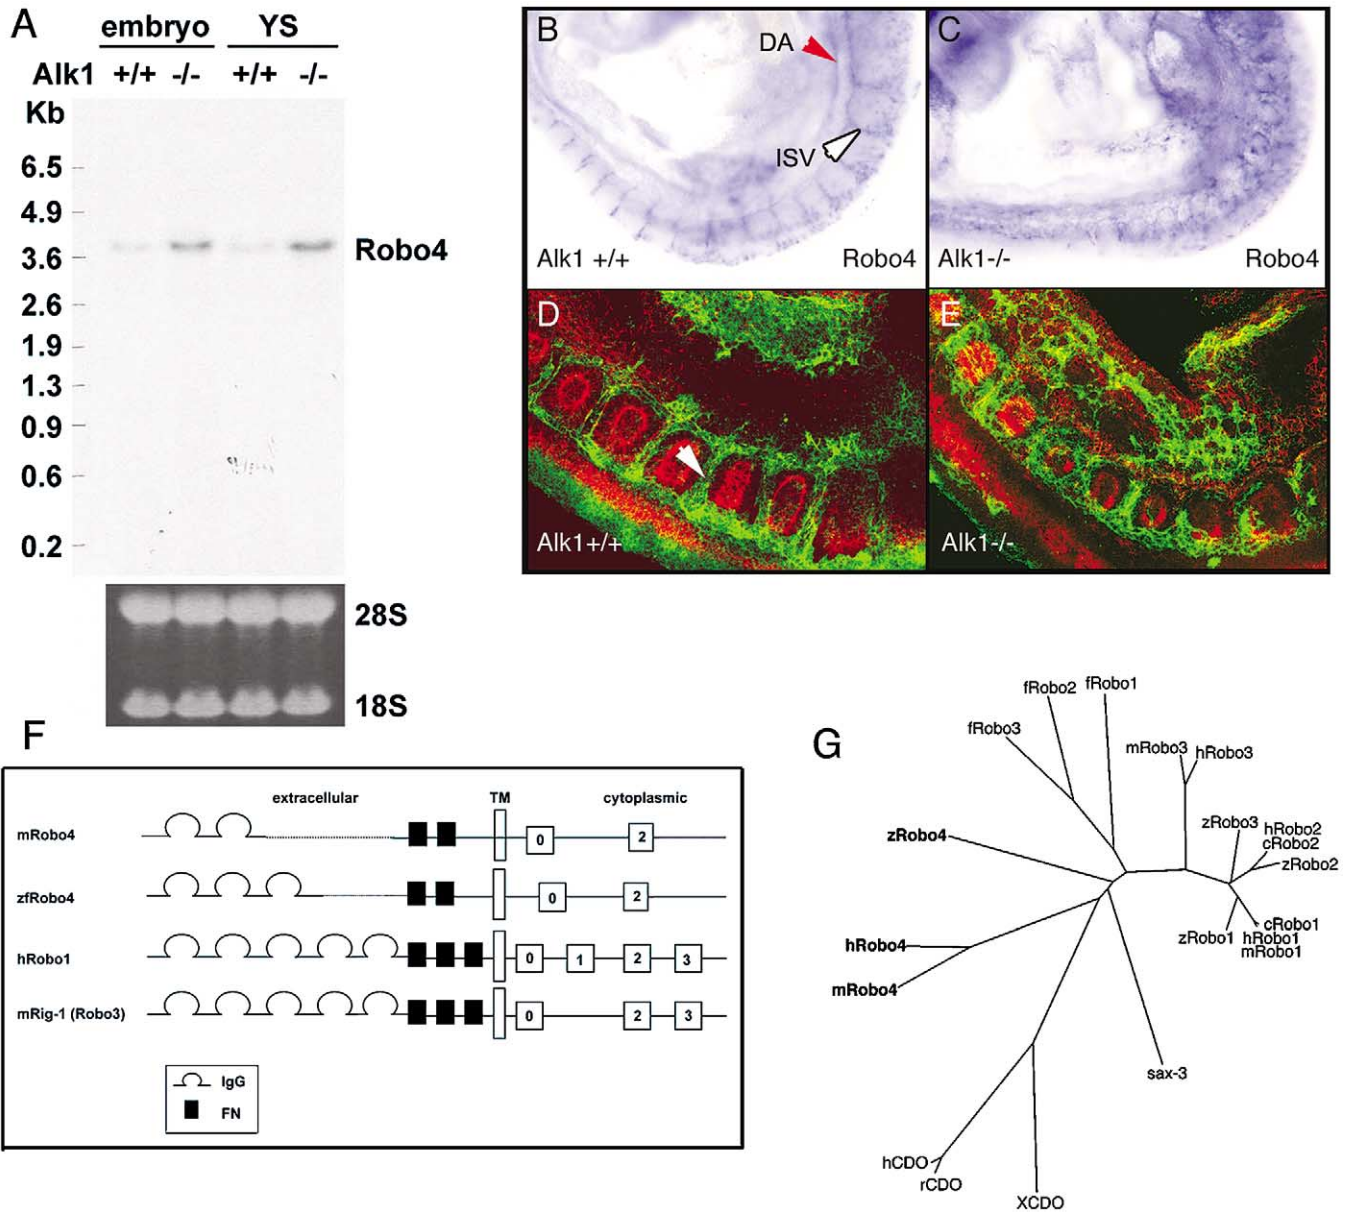 A
embryo YS
Alk1 +/+ -/- +/+ -/-
Kb
6.5
4.9
3.6
2.6
1.9
1.3
0.9
0.6
0.2
Robo4
28S
18S
B
DA
ISV
Alk1 +/+ Robo4
C
Alk1-/- Robo4
D
Alk1+/+
E
Alk1-/-
F
extracellular TM cytoplasmic
mRobo4 0 2
zfRobo4 0 2
hRobo1 0 1 2 3
mRig-1 (Robo3) 0 2 3
IgG
FN
G
fRobo2 fRobo1
fRobo3
mRobo3 hRobo3
zRobo4
zRobo3 hRobo2
cRobo2
zRobo2
cRobo1
zRobo1 hRobo1
mRobo1
hRobo4
mRobo4
sax-3
hCDO
rCDO
XCDO